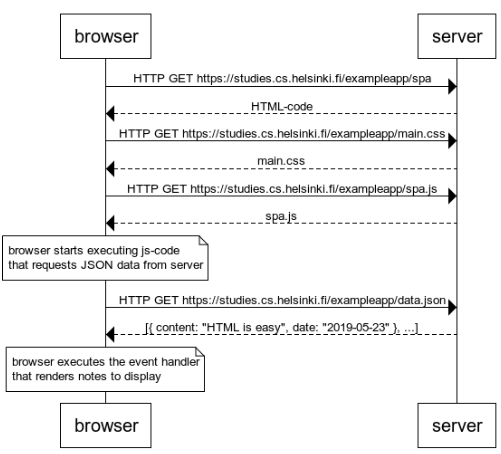 browser server
HTTP GET https://studies.cs.helsinki.fi/exampleapp/spa
HTML-code
HTTP GET https://studies.cs.helsinki.fi/exampleapp/main.css
main.css
HTTP GET https://studies.cs.helsinki.fi/exampleapp/spa.js
spa.js
browser starts executing js-code
that requests JSON data from server
HTTP GET https://studies.cs.helsinki.fi/exampleapp/data.json
[{ content: "HTML is easy", date: "2019-05-23" }, ...]
browser executes the event handler
that renders notes to display
browser server